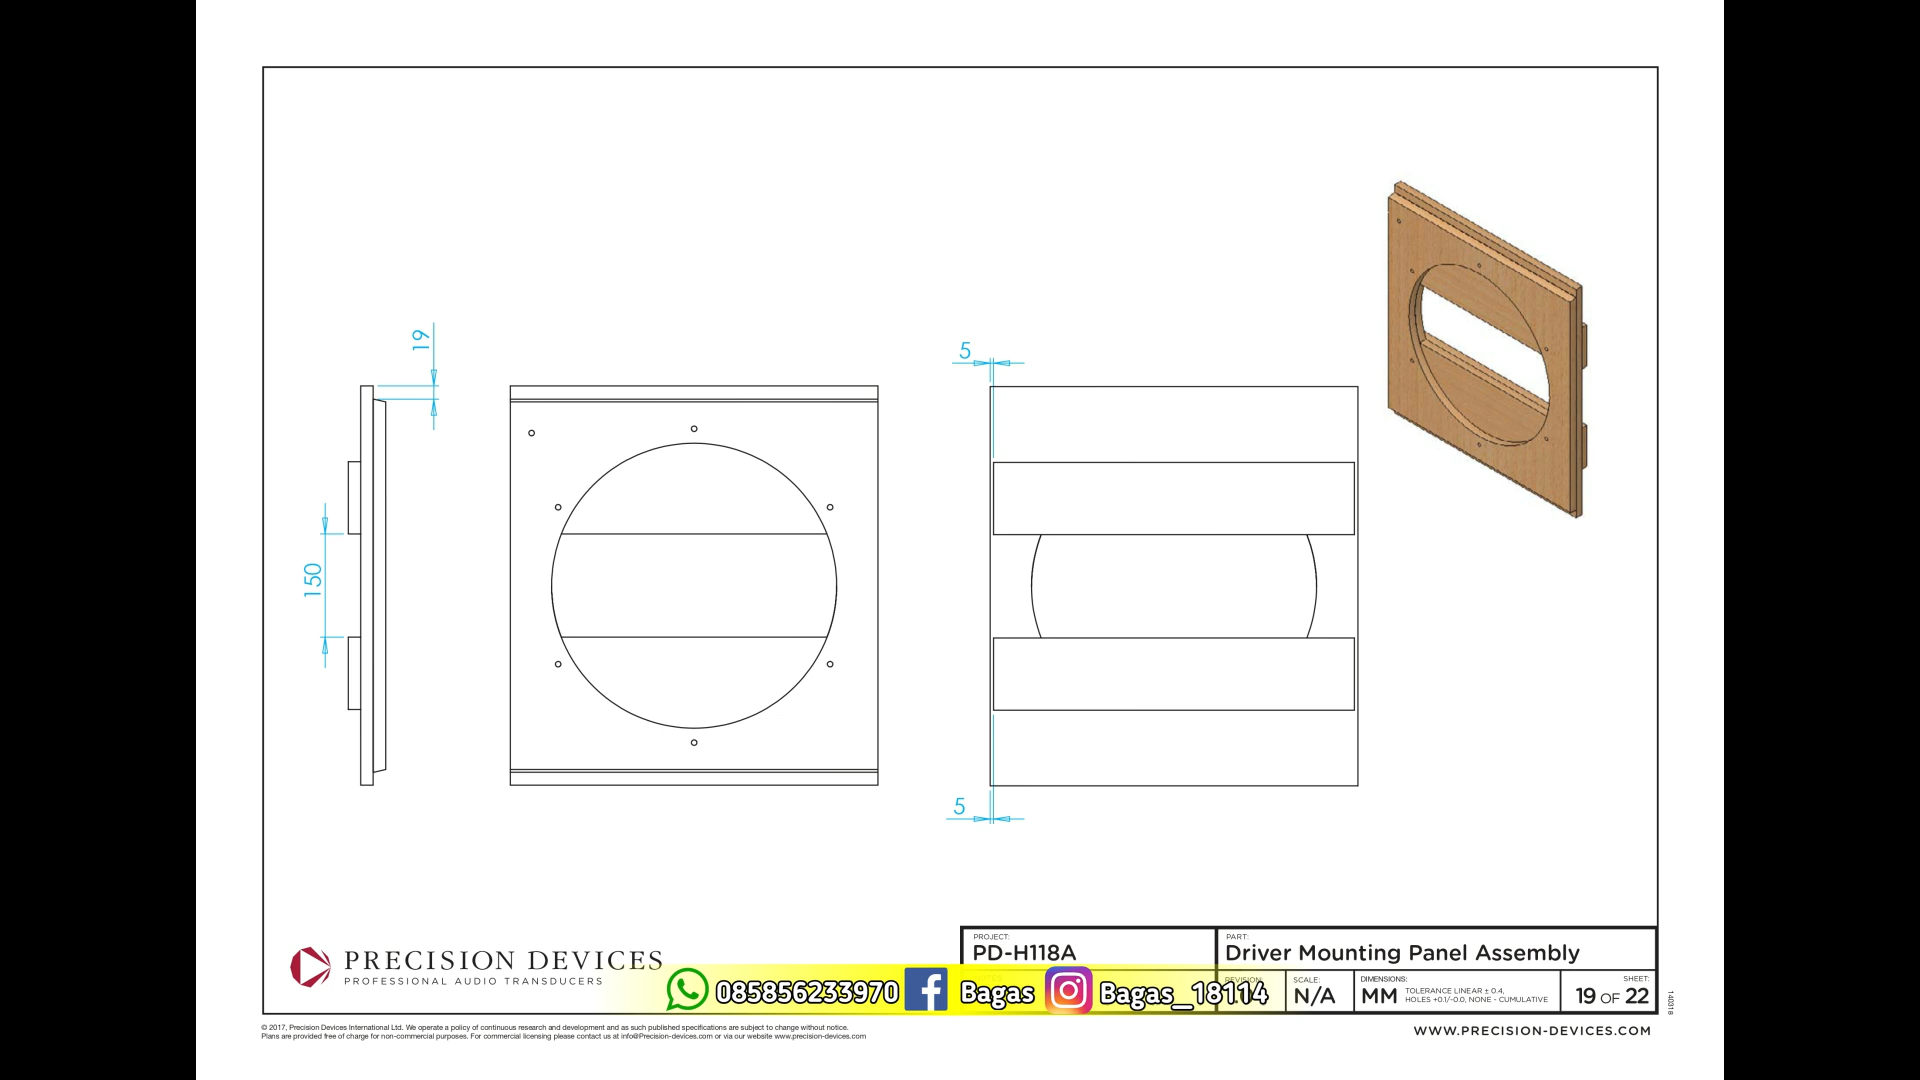 19
5
150
5
PROJECT:
PD-H118A
PART:
Driver Mounting Panel Assembly
PRECISION DEVICES
PROFESSIONAL AUDIO TRANSDUCERS
085856233970 Bagas Bagas_18114
REVISION:
SCALE:
N/A
DIMENSIONS:
MM TOLERANCE LINEAR ± 0.4,
HOLES +0.1/-0.0, NONE - CUMULATIVE
SHEET:
19 OF 22
140318
© 2017, Precision Devices International Ltd. We operate a policy of continuous research and development and as such published specifications are subject to change without notice.
Plans are provided free of charge for non-commercial purposes. For commercial licensing please contact us at info@Precision-devices.com or via our website www.precision-devices.com
WWW.PRECISION-DEVICES.COM